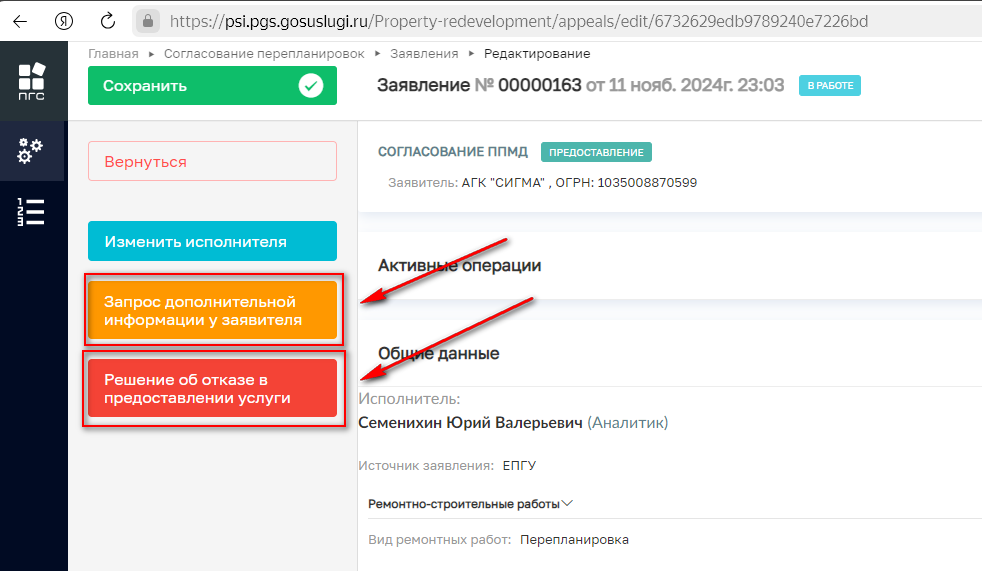 https://psi.pgs.gosuslugi.ru/Property-redevelopment/appeals/edit/6732629edb9789240e7226bd
Главная ▸ Согласование перепланировок ▸ Заявления ▸ Редактирование
ПГС
Сохранить
Заявление № 00000163 от 11 нояб. 2024г. 23:03 В РАБОТЕ
Вернуться
СОГЛАСОВАНИЕ ППМД ПРЕДОСТАВЛЕНИЕ
Заявитель: АГК "СИГМА" , ОГРН: 1035008870599
Изменить исполнителя
Активные операции
Запрос дополнительной
информации у заявителя
Общие данные
Решение об отказе в
предоставлении услуги
Исполнитель:
Семенихин Юрий Валерьевич (Аналитик)
Источник заявления: ЕПГУ
Ремонтно-строительные работы
Вид ремонтных работ: Перепланировка